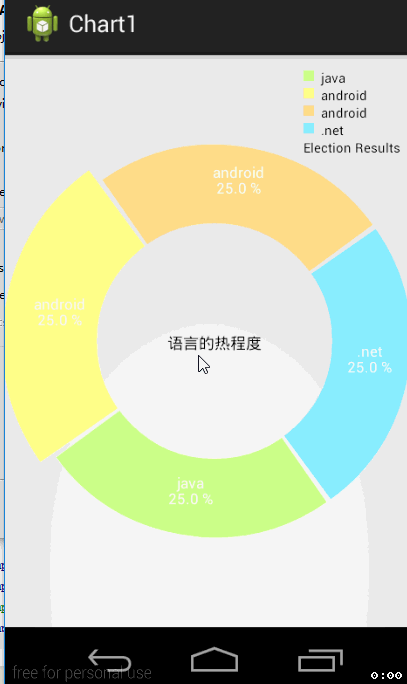 Chart1
java
android
android
.net
Election Results
android
25.0 %
android
25.0 %
.net
25.0 %
语言的热程度
java
25.0 %
free for personal use
0:00